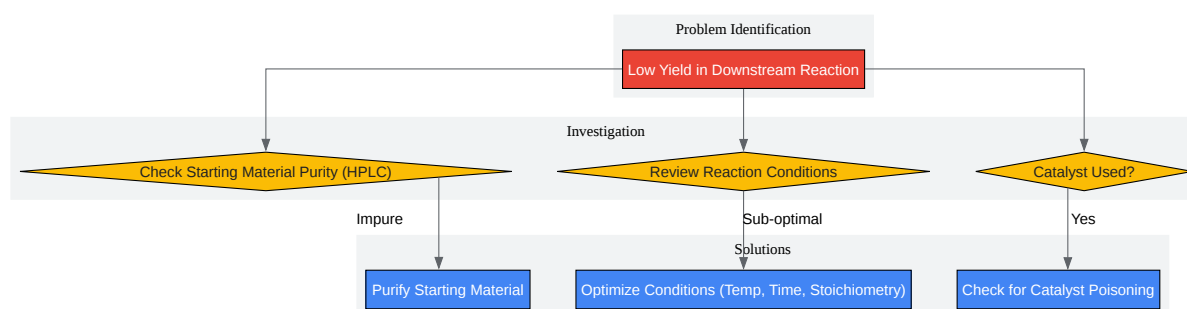 Problem Identification
Low Yield in Downstream Reaction
Investigation
Check Starting Material Purity (HPLC)
Review Reaction Conditions
Catalyst Used?
Impure
Sub-optimal
Yes
Solutions
Purify Starting Material
Optimize Conditions (Temp, Time, Stoichiometry)
Check for Catalyst Poisoning